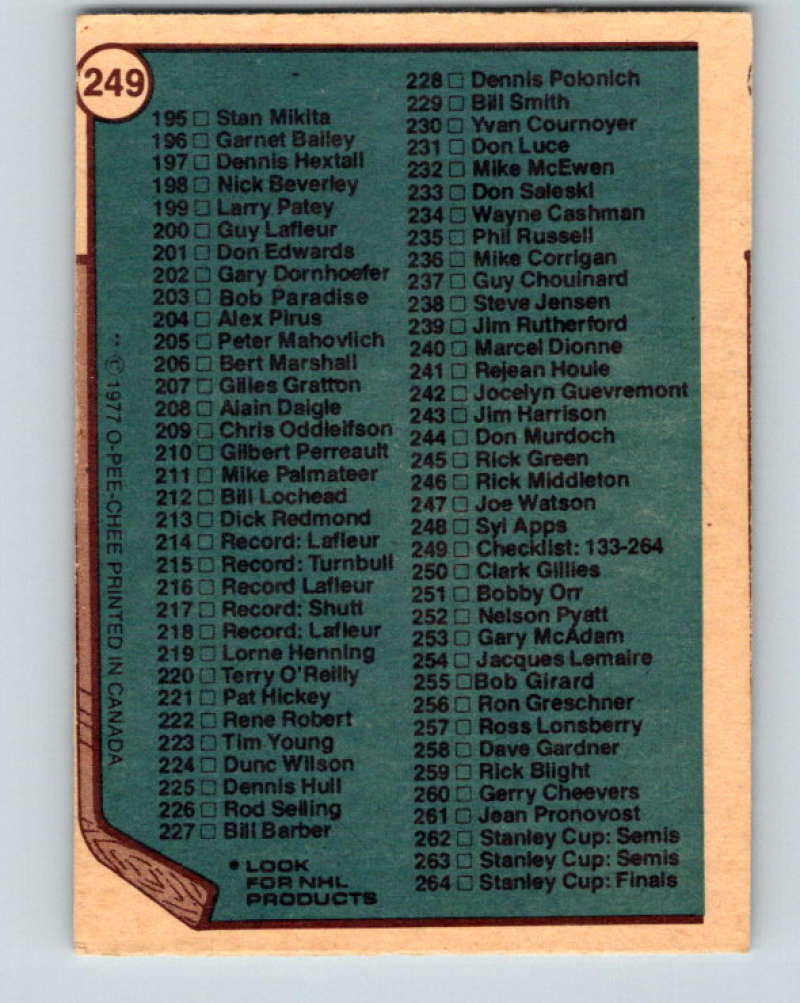 249
195 □ Stan Mikita
196 □ Garnet Bailey
197 □ Dennis Hextall
198 □ Nick Beverley
199 □ Larry Patey
200 □ Guy Lafleur
201 □ Don Edwards
202 □ Gary Dornhoefer
203 □ Bob Paradise
204 □ Alex Pirus
205 □ Peter Mahovlich
206 □ Bert Marshall
207 □ Gilles Gratton
208 □ Alain Daigle
209 □ Chris Oddleifson
210 □ Gilbert Perreault
211 □ Mike Palmateer
212 □ Bill Lochead
213 □ Dick Redmond
214 □ Record: Lafleur
215 □ Record: Turnbull
216 □ Record Lafleur
217 □ Record: Shutt
218 □ Record: Lafleur
219 □ Lorne Henning
220 □ Terry O'Reilly
221 □ Pat Hickey
222 □ Rene Robert
223 □ Tim Young
224 □ Dunc Wilson
225 □ Dennis Hull
226 □ Rod Seiling
227 □ Bill Barber
• LOOK
FOR NHL
PRODUCTS
228 □ Dennis Polonich
229 □ Bill Smith
230 □ Yvan Cournoyer
231 □ Don Luce
232 □ Mike McEwen
233 □ Don Saleski
234 □ Wayne Cashman
235 □ Phil Russell
236 □ Mike Corrigan
237 □ Guy Chouinard
238 □ Steve Jensen
239 □ Jim Rutherford
240 □ Marcel Dionne
241 □ Rejean Houle
242 □ Jocelyn Guevremont
243 □ Jim Harrison
244 □ Don Murdoch
245 □ Rick Green
246 □ Rick Middleton
247 □ Joe Watson
248 □ Syl Apps
249 □ Checklist: 133-264
250 □ Clark Gillies
251 □ Bobby Orr
252 □ Nelson Pyatt
253 □ Gary McAdam
254 □ Jacques Lemaire
255 □Bob Girard
256 □ Ron Greschner
257 □ Ross Lonsberry
258 □ Dave Gardner
259 □ Rick Blight
260 □ Gerry Cheevers
261 □ Jean Pronovost
262 □ Stanley Cup: Semis
263 □ Stanley Cup: Semis
264 □ Stanley Cup: Finals
** © 1977 O-PEE-CHEE PRINTED IN CANADA